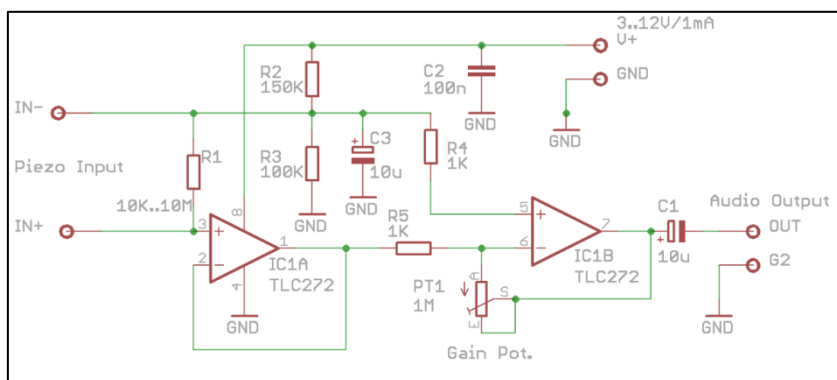 3..12V/1mA
V+
R2
150K
C2
100n
GND
GND
GND
IN-
C3
10u
R3
100K
R4
1K
R1
Piezo Input
10K..10M
GND
GND
IN+
8
3
+
2
-
1
4
IC1A
TLC272
GND
R5
1K
5
+
6
-
7
IC1B
TLC272
C1
+
10u
Audio Output
OUT
G2
GND
A
S
E
PT1
1M
Gain Pot.
+